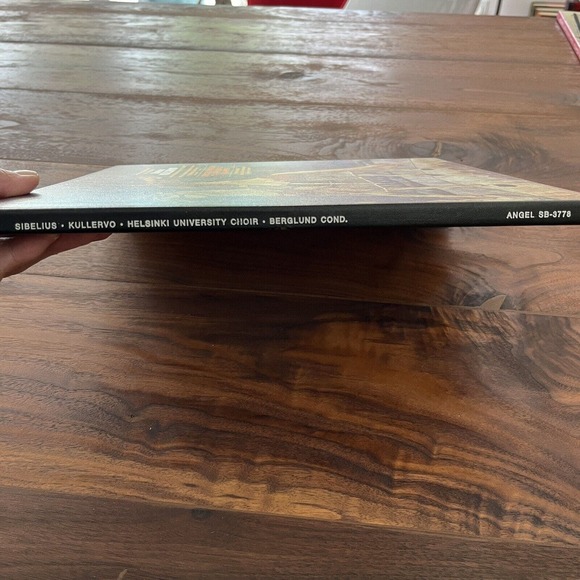 SIBELIUS • KULLERVO • HELSINKI UNIVERSITY CHOIR • BERGLUND COND.
ANGEL SB-3778